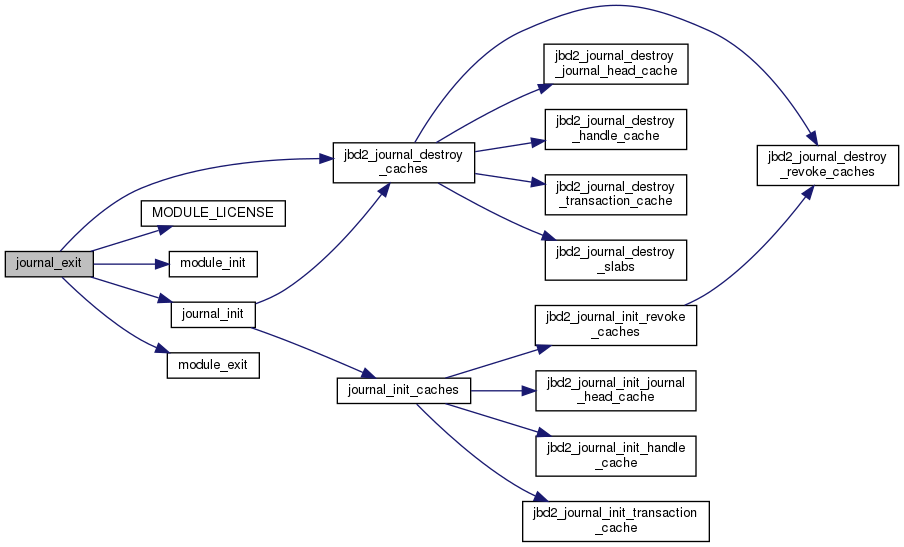 journal_exit
MODULE_LICENSE
module_init
journal_init
module_exit
jbd2_journal_destroy
_caches
journal_init_caches
jbd2_journal_destroy
_journal_head_cache
jbd2_journal_destroy
_handle_cache
jbd2_journal_destroy
_transaction_cache
jbd2_journal_destroy
_slabs
jbd2_journal_init_revoke
_caches
jbd2_journal_init_journal
_head_cache
jbd2_journal_init_handle
_cache
jbd2_journal_init_transaction
_cache
jbd2_journal_destroy
_revoke_caches